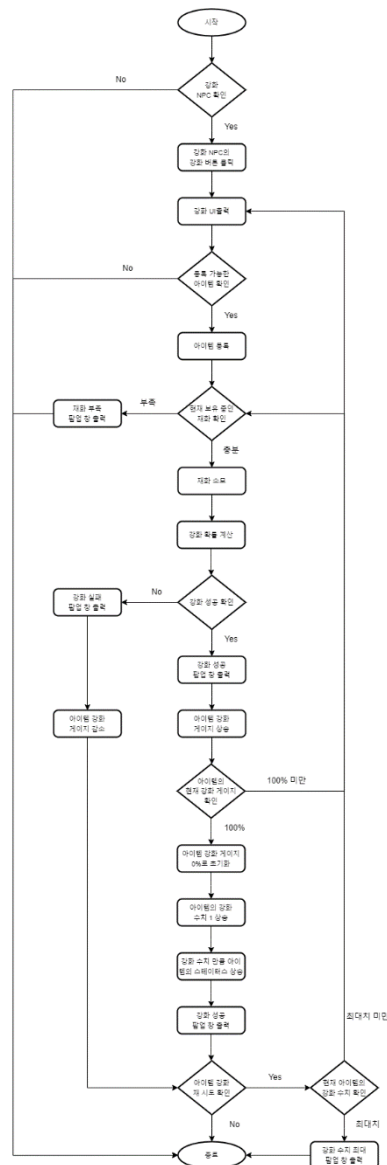 시작
No
강화
NPC 확인
Yes
강화 NPC의
강화 버튼 클릭
강화 UI출력
No
등록 가능한
아이템 확인
Yes
아이템 등록
재화 부족
팝업 창 출력
부족
현재 보유 중인
재화 확인
충분
재화 소모
강화 확률 계산
강화 실패
팝업 창 출력
No
강화 성공 확인
Yes
강화 성공
팝업 창 출력
아이템 강화
게이지 감소
아이템 강화
게이지 상승
아이템의
현재 강화 게이지
확인
100% 미만
100%
아이템 강화 게이지
0%로 초기화
아이템의 강화
수치 1 상승
강화 수치 만큼 아이
템의 스테이터스 상승
강화 성공
팝업 창 출력
최대치 미만
아이템 강화
재 시도 확인
Yes
현재 아이템의
강화 수치 확인
No
최대치
종료
강화 수치 최대
팝업 창 출력